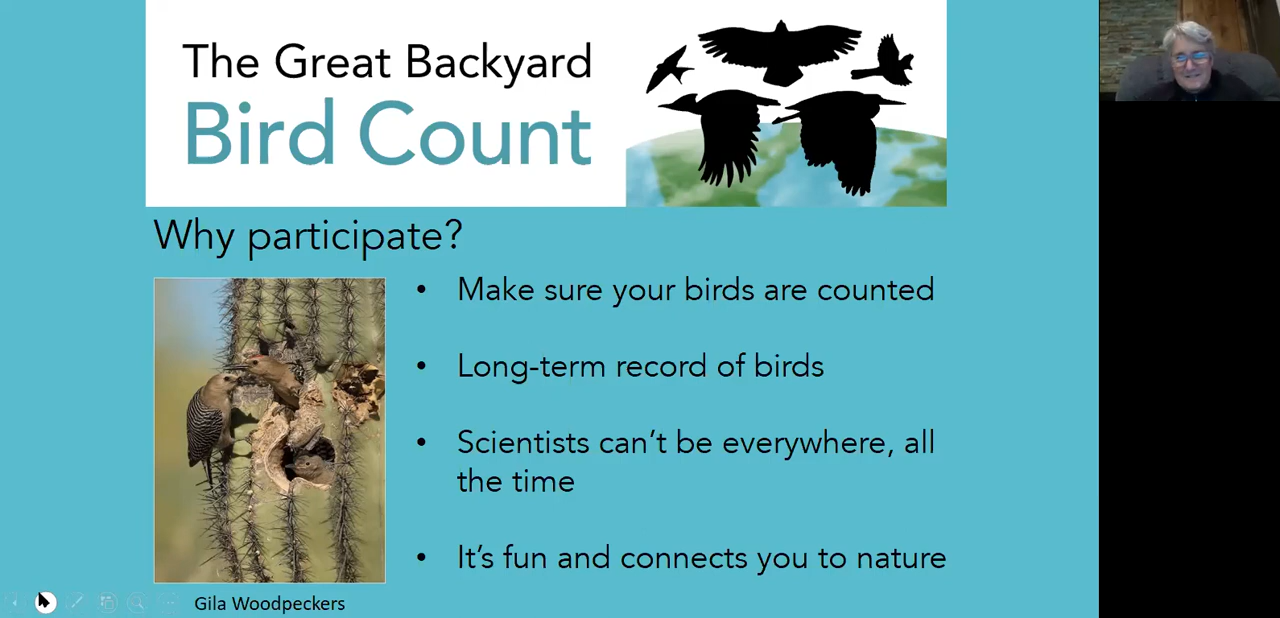 The Great Backyard
Bird Count
Why participate?
• Make sure your birds are counted
• Long-term record of birds
• Scientists can’t be everywhere, all
the time
• It’s fun and connects you to nature
Gila Woodpeckers